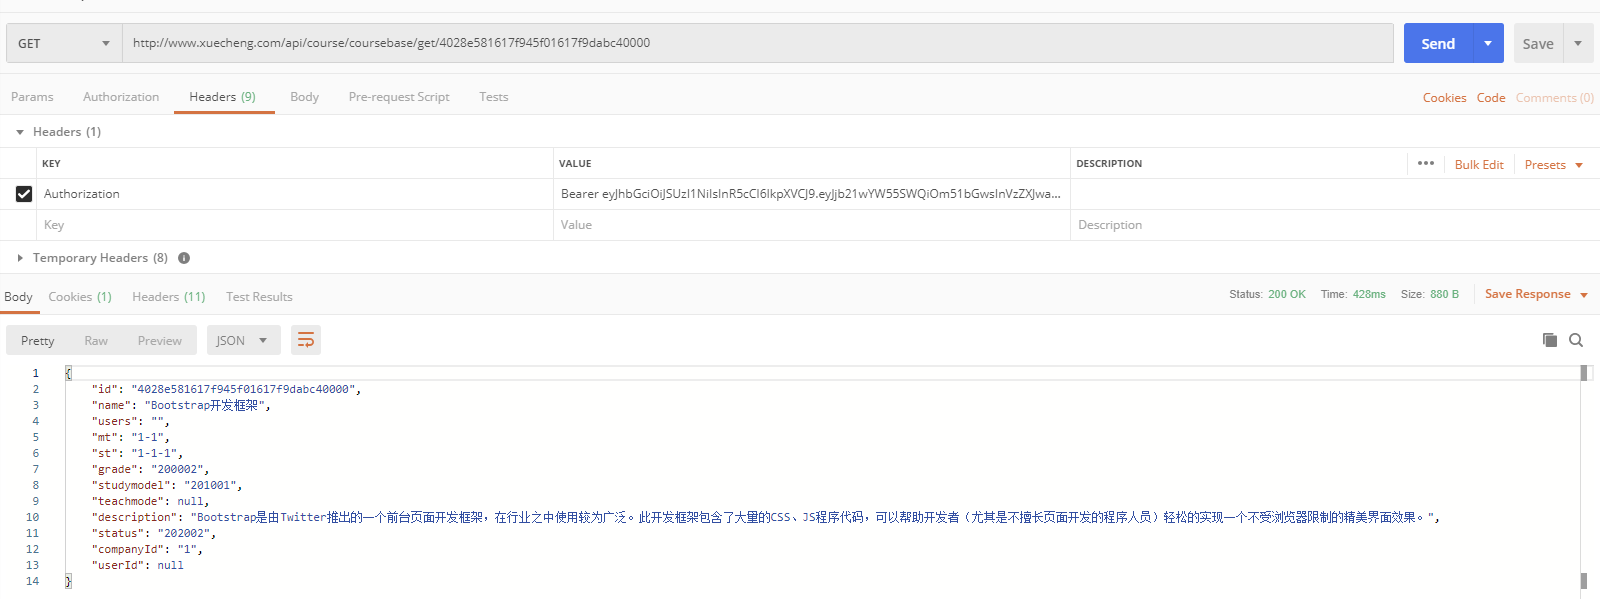 GET http://www.xuecheng.com/api/course/coursebase/get/4028e581617f945f01617f9dabc40000 Send Save
Params Authorization Headers (9) Body Pre-request Script Tests Cookies Code Comments (0)
Headers (1)
KEY VALUE DESCRIPTION ••• Bulk Edit Presets
Authorization Bearer eyJhbGciOiJSUzI1NiIsInR5cCI6IkpXVCJ9.eyJjb21wYW55SWQiOm51bGwsInVzZXJwa...
Key Value Description
Temporary Headers (8)
Body Cookies (1) Headers (11) Test Results Status: 200 OK Time: 428ms Size: 880 B Save Response
Pretty Raw Preview JSON
1 {
2 "id": "4028e581617f945f01617f9dabc40000",
3 "name": "Bootstrap开发框架",
4 "users": "",
5 "mt": "1-1",
6 "st": "1-1-1",
7 "grade": "200002",
8 "studymodel": "201001",
9 "teachmode": null,
10 "description": "Bootstrap是由Twitter推出的一个前台页面开发框架，在行业之中使用较为广泛。此开发框架包含了大量的CSS、JS程序代码，可以帮助开发者（尤其是不擅长页面开发的程序人员）轻松的实现一个不受浏览器限制的精美界面效果。",
11 "status": "202002",
12 "companyId": "1",
13 "userId": null
14 }